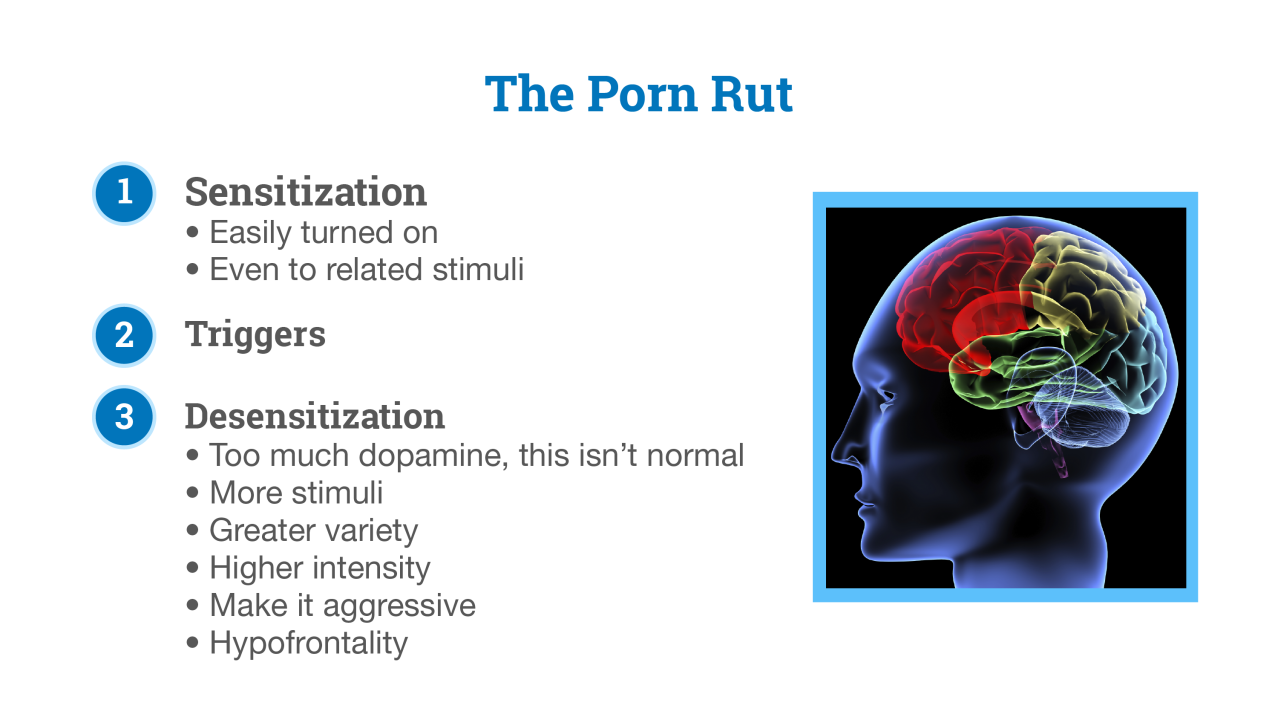 The Porn Rut
1 Sensitization
• Easily turned on
• Even to related stimuli
2 Triggers
3 Desensitization
• Too much dopamine, this isn’t normal
• More stimuli
• Greater variety
• Higher intensity
• Make it aggressive
• Hypofrontality